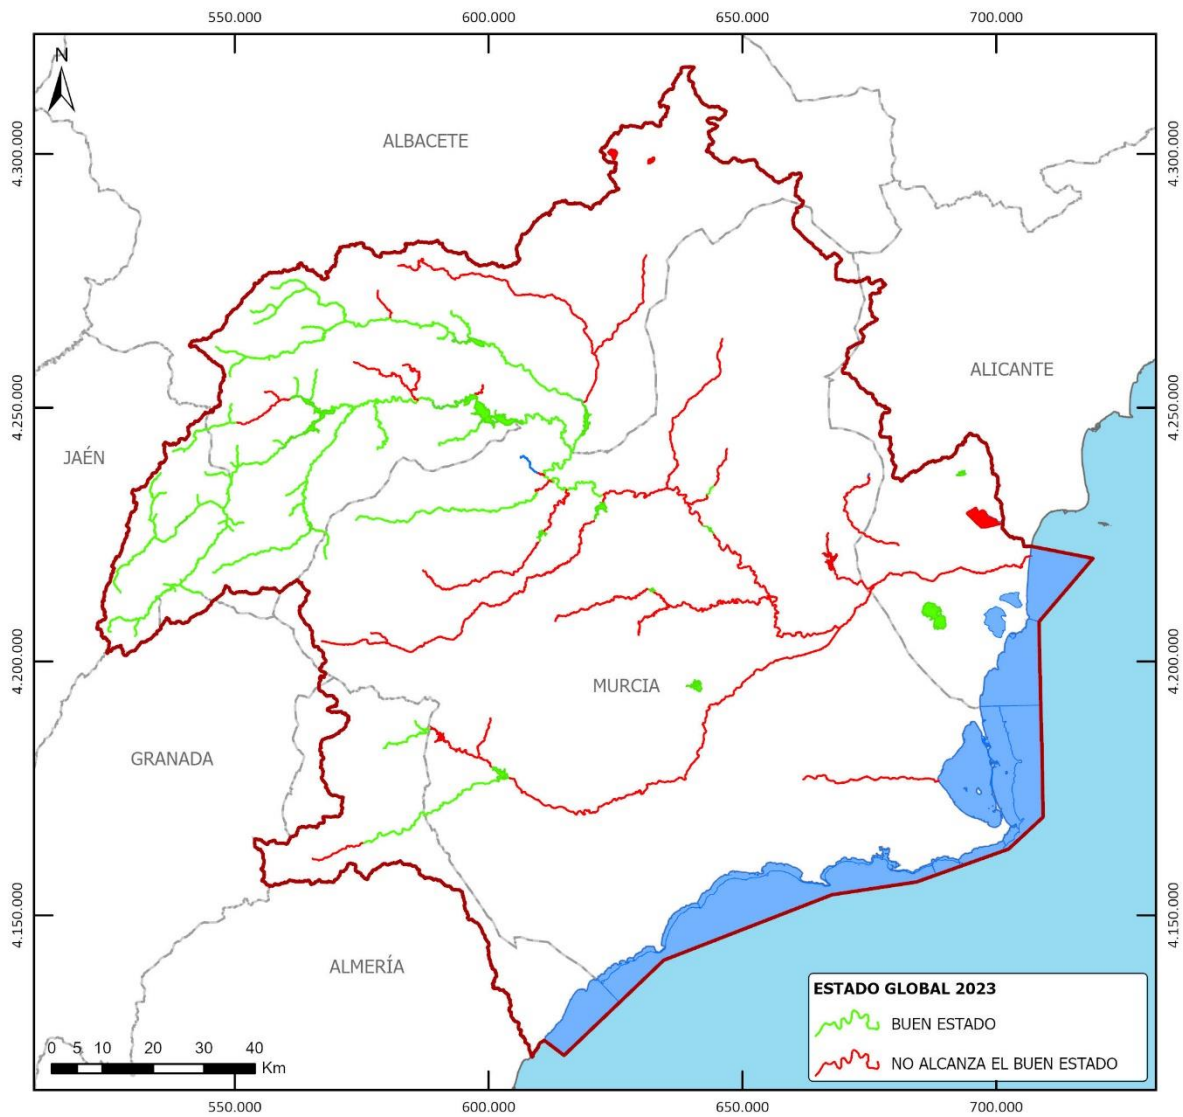 550.000 600.000 650.000 700.000
N
4.300.000 4.300.000
ALBACETE
ALICANTE
4.250.000 4.250.000
JAÉN
4.200.000 4.200.000
MURCIA
GRANADA
4.150.000 4.150.000
ALMERÍA
ESTADO GLOBAL 2023
BUEN ESTADO
NO ALCANZA EL BUEN ESTADO
0 5 10 20 30 40
Km
550.000 600.000 650.000 700.000